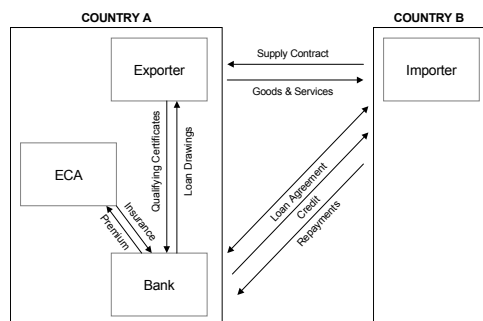 COUNTRY A
COUNTRY B
Exporter
Supply Contract
Goods & Services
Importer
Qualifying Certificates
Loan Drawings
ECA
Insurance
Premium
Loan Agreement
Credit
Repayments
Bank